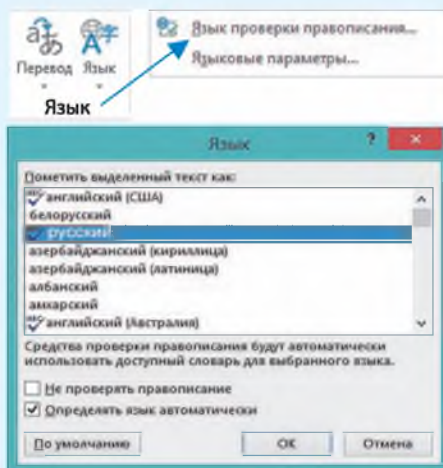 Перевод Язык
Язык проверки правописания...
Языковые параметры...
Язык
Язык
Пометить выделенный текст как:
английский (США)
белорусский
русский
азербайджанский (кириллица)
азербайджанский (латиница)
албанский
амхарский
английский (Австралия)
Средства проверки правописания будут автоматически
использовать доступный словарь для выбранного языка.
Не проверять правописание
Определять язык автоматически
По умолчанию ОК Отмена